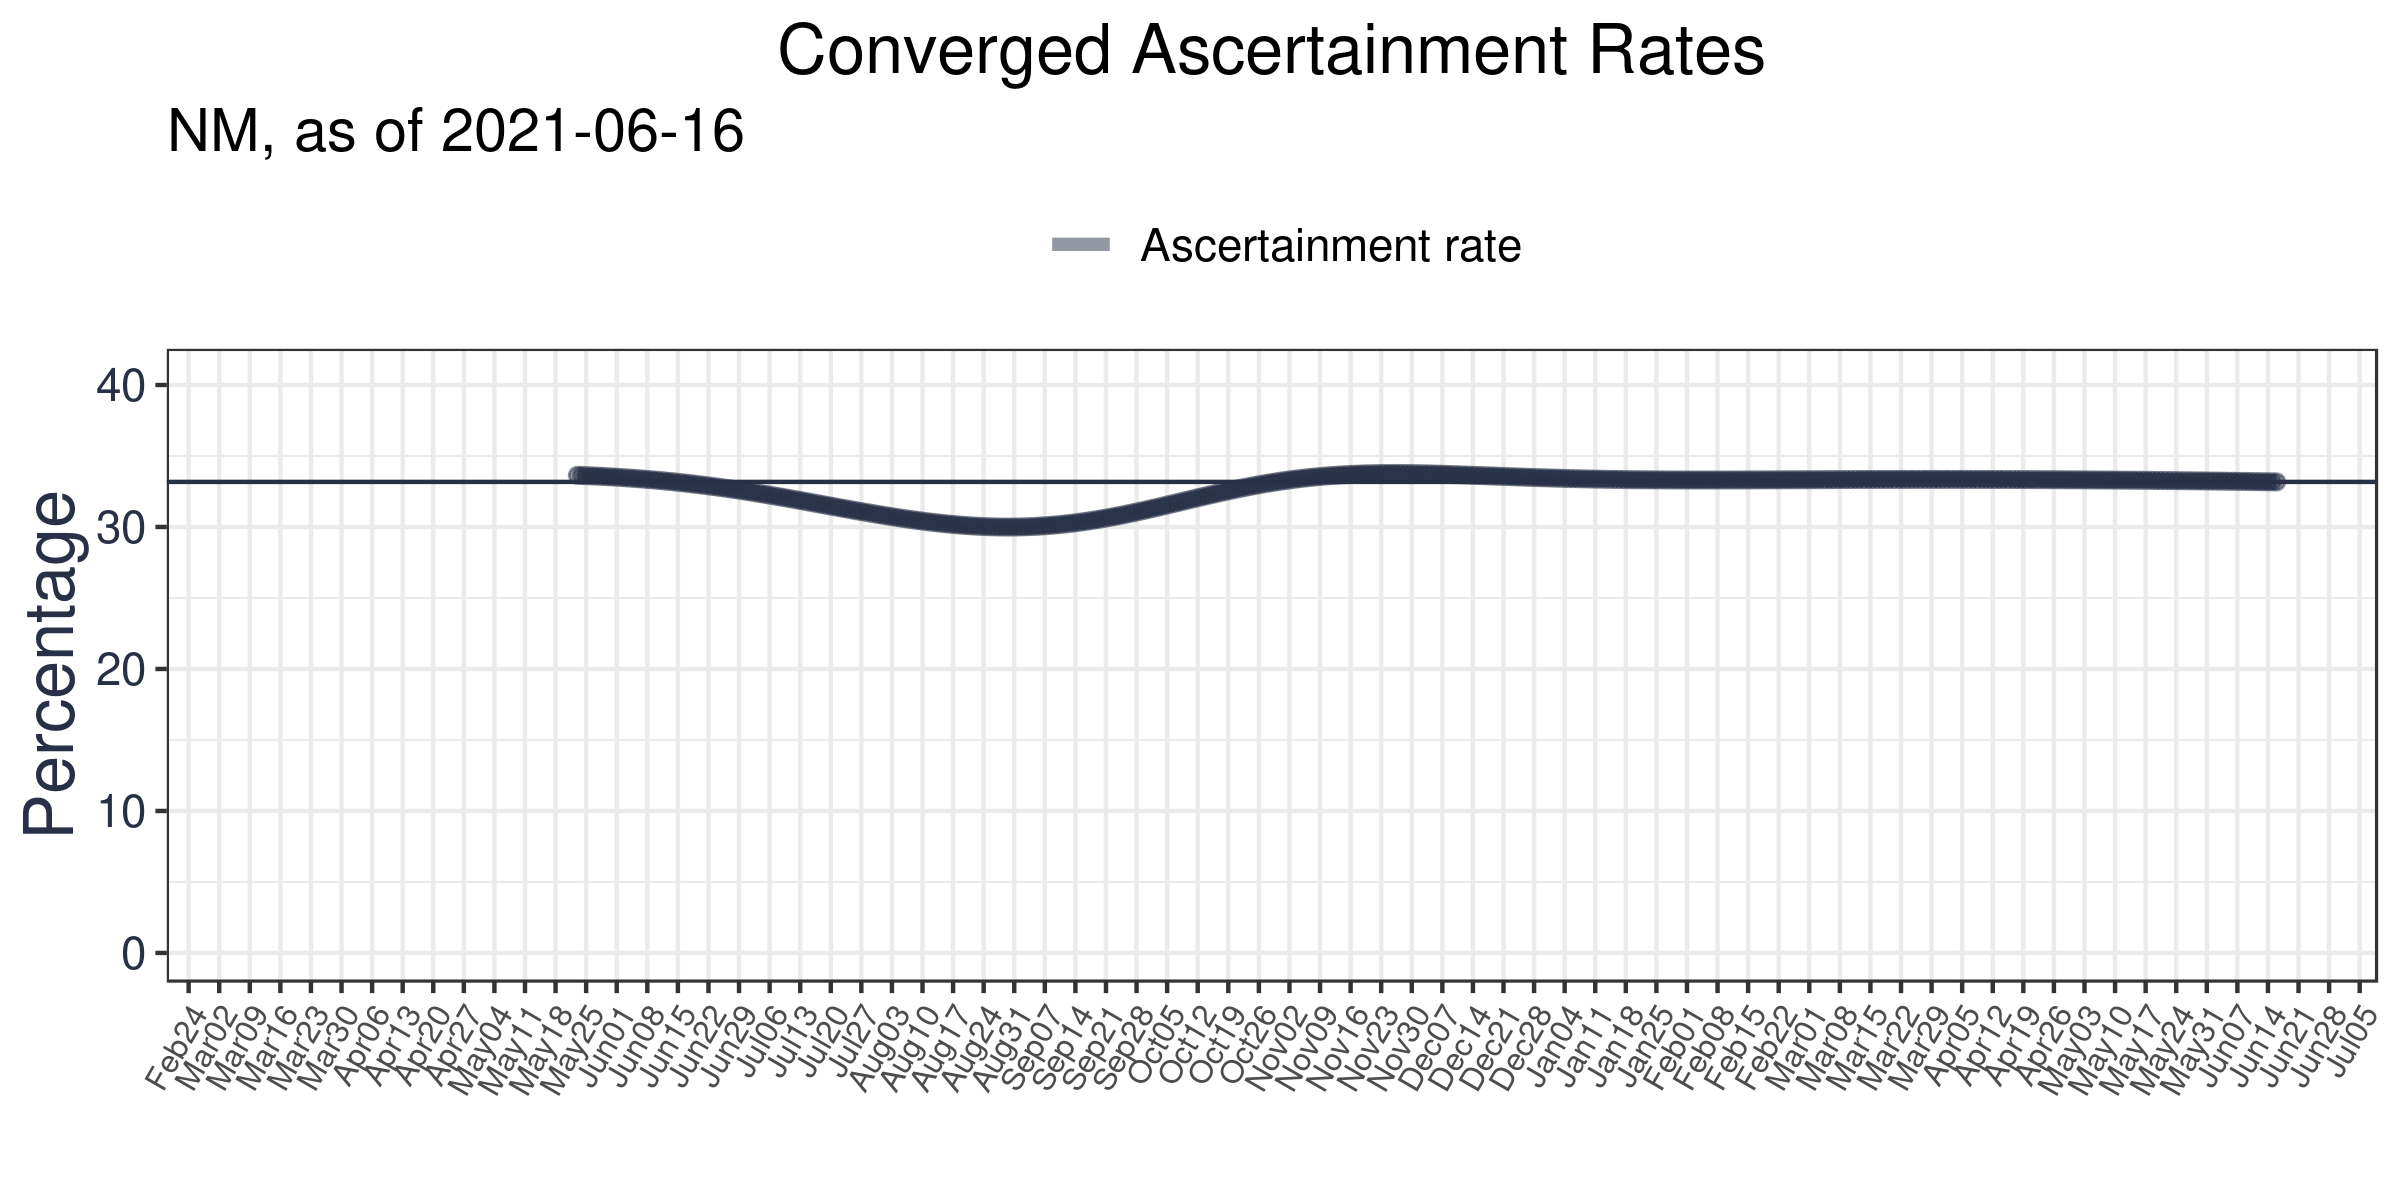 Converged Ascertainment Rates
NM, as of 2021-06-16
Ascertainment rate
Percentage
40
30
20
10
0
Feb24
Mar02
Mar09
Mar16
Mar23
Mar30
Apr06
Apr13
Apr20
Apr27
May04
May11
May18
May25
Jun01
Jun08
Jun15
Jun22
Jun29
Jul06
Jul13
Jul20
Jul27
Aug03
Aug10
Aug17
Aug24
Aug31
Sep07
Sep14
Sep21
Sep28
Oct05
Oct12
Oct19
Oct26
Nov02
Nov09
Nov16
Nov23
Nov30
Dec07
Dec14
Dec21
Dec28
Jan04
Jan11
Jan18
Jan25
Feb01
Feb08
Feb15
Feb22
Mar01
Mar08
Mar15
Mar22
Mar29
Apr05
Apr12
Apr19
Apr26
May03
May10
May17
May24
May31
Jun07
Jun14
Jun21
Jun28
Jul05